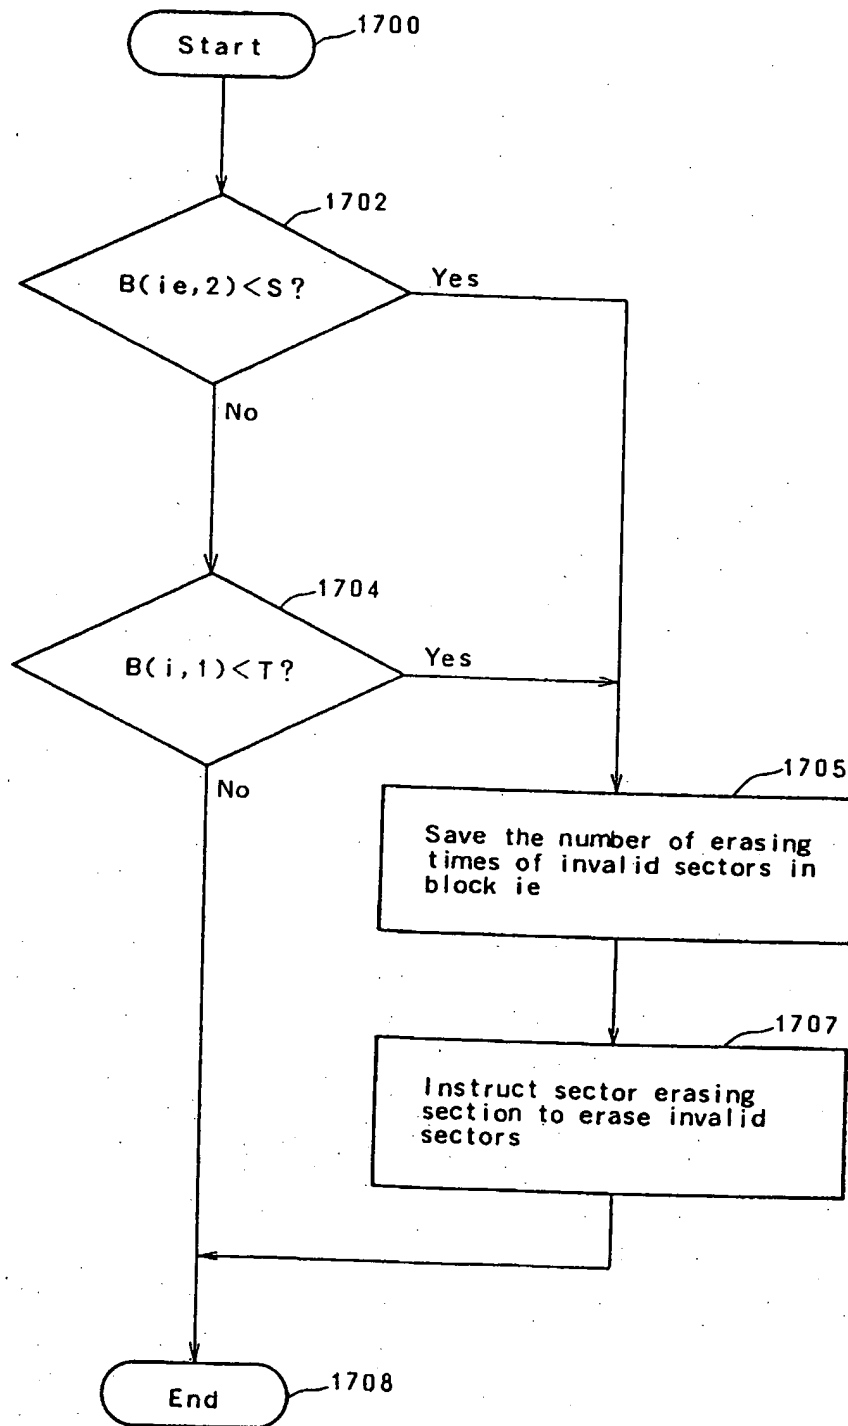 Start
1700
1702
B(ie,2)<S?
Yes
No
1704
B(i,1)<T?
Yes
No
1705
Save the number of erasing
times of invalid sectors in
block ie
1707
Instruct sector erasing
section to erase invalid
sectors
End
1708